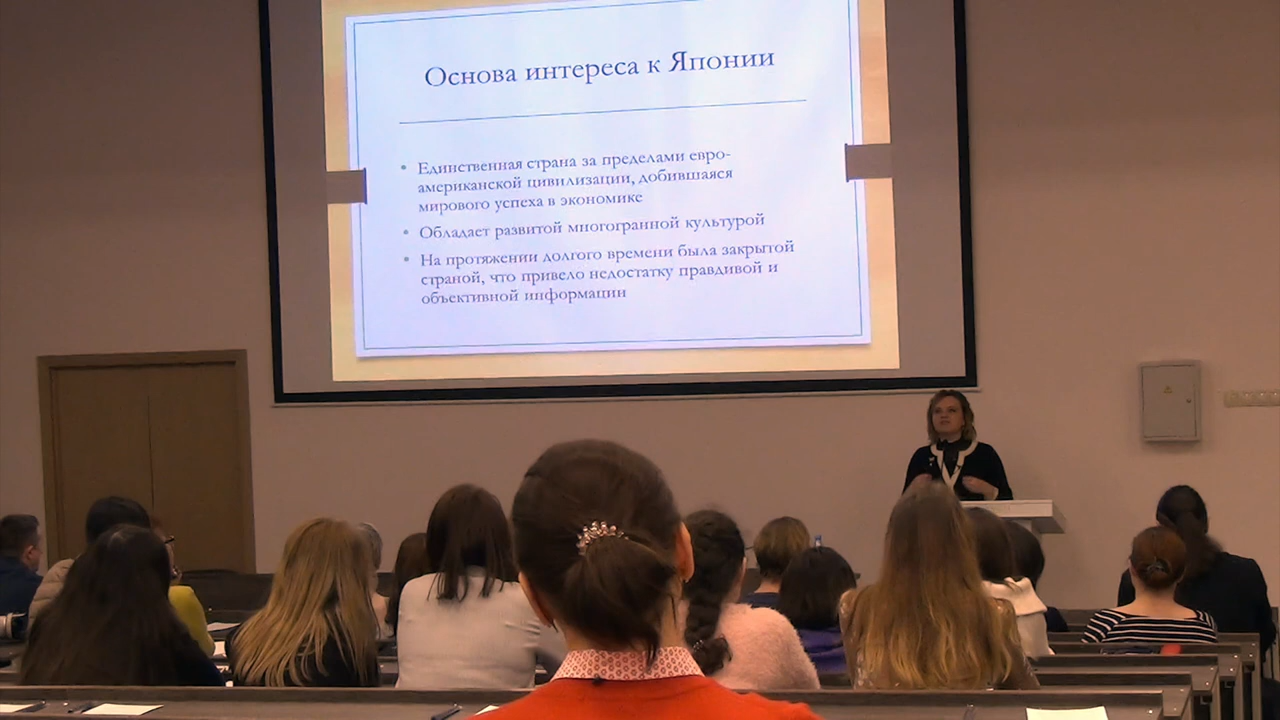 Основа интереса к Японии
Единственная страна за пределами евро-
американской цивилизации, добившаяся
мирового успеха в экономике
Обладает развитой многогранной культурой
На протяжении долгого времени была закрытой
страной, что привело недостатку правдивой и
объективной информации